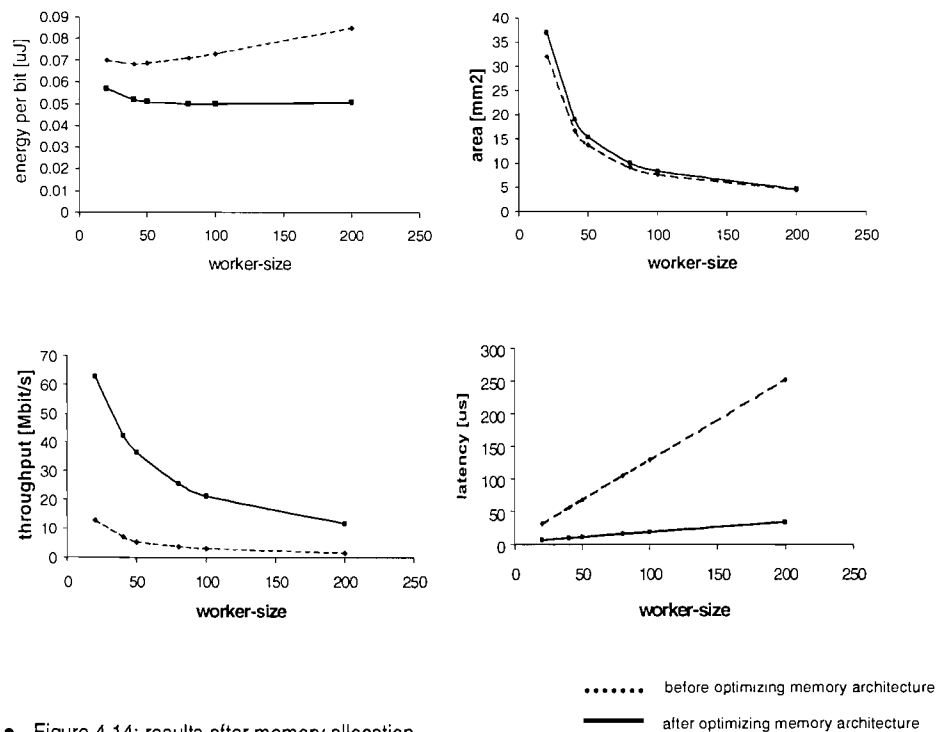 energy per bit [uJ]
0.09
0.08
0.07
0.06
0.05
0.04
0.03
0.02
0.01
0
0 50 100 150 200 250
worker-size
area [mm2]
40
35
30
25
20
15
10
5
0
0 50 100 150 200 250
worker-size
throughput [Mbit/s]
70
60
50
40
30
20
10
0
0 50 100 150 200 250
worker-size
latency [us]
300
250
200
150
100
50
0
0 50 100 150 200 250
worker-size
before optimizing memory architecture
after optimizing memory architecture
• Figure 4.14: results after memory allocation